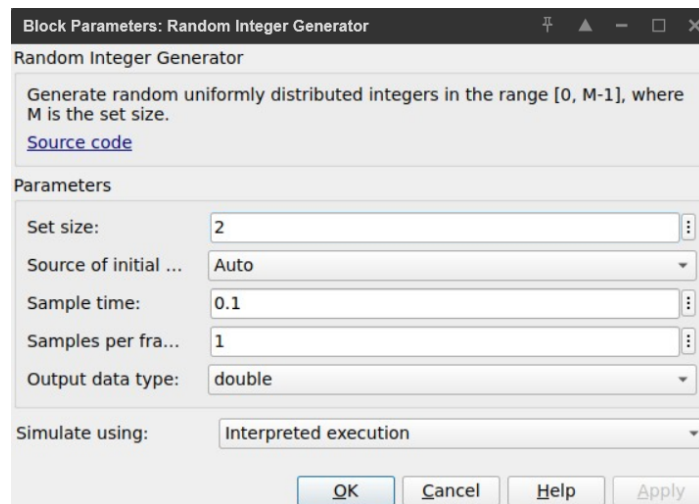 Block Parameters: Random Integer Generator
Random Integer Generator
Generate random uniformly distributed integers in the range [0, M-1], where
M is the set size.
Source code
Parameters
Set size: 2
Source of initial ... Auto
Sample time: 0.1
Samples per fra... 1
Output data type: double
Simulate using: Interpreted execution
OK Cancel Help Apply